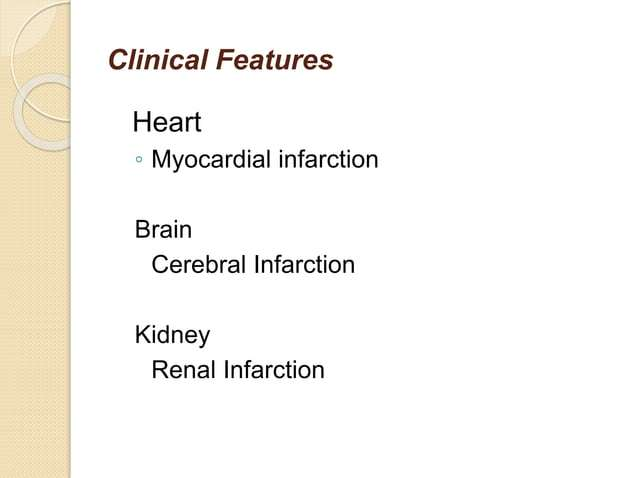 Clinical Features
Heart
◦ Myocardial infarction
Brain
Cerebral Infarction
Kidney
Renal Infarction